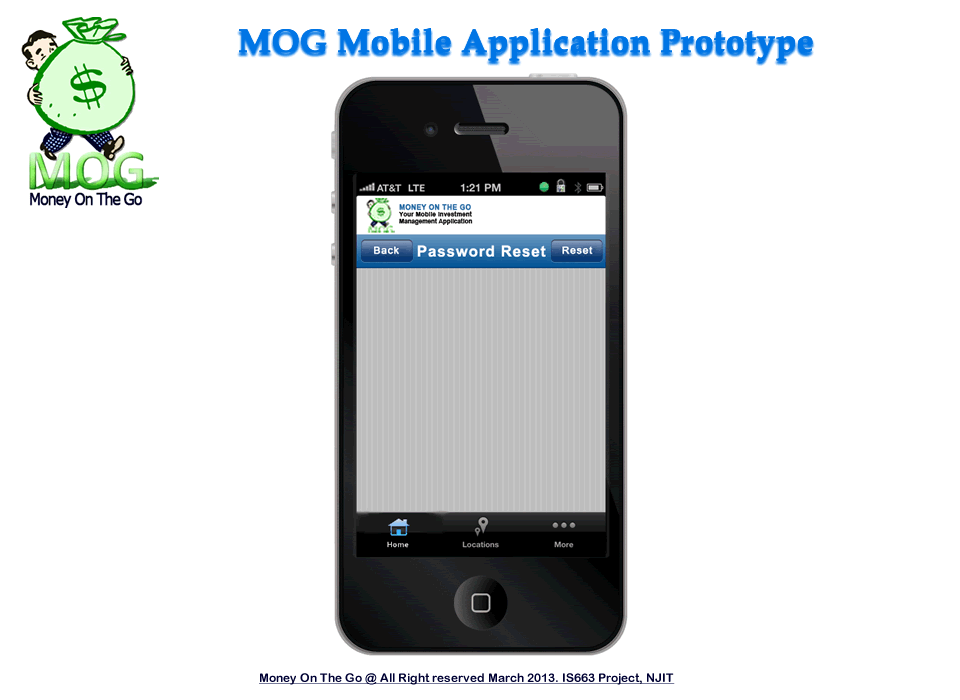 MOG Mobile Application Prototype
$
MOG
Money On The Go
AT&T LTE 1:21 PM
$
MOG
MONEY ON THE GO
Your Mobile Investment
Management Application
Back Password Reset Reset
Home Locations More
Money On The Go @ All Right reserved March 2013. IS663 Project, NJIT